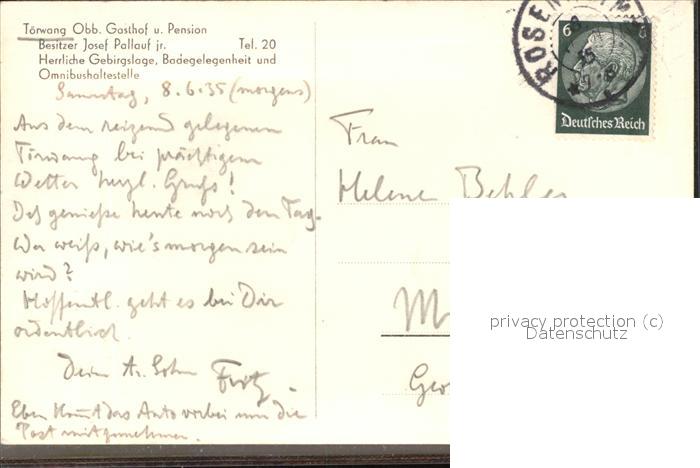 Törwang Obb. Gasthof u. Pension
Besitzer Josef Pallauf jr. Tel. 20
Herrliche Gebirgslage, Badegelegenheit und
Omnibushaltestelle
Samstag, 8.6.35 (morgens)
Aus dem reizend gelegenen
Törwang bei prächtigem
Wetter herzl. Gruß!
genieße heute noch den Tag.
Wer weiß, wie's morgen sein
wird?
Hoffentl. geht es bei Dir
ordentlich.
Dein Sohn Fritz
Eben kommt das Auto vorbei um die
Post mitzunehmen.
ROSENHEIM
6
Deutsches Reich
Frau
Helene
M
privacy protection (c)
Datenschutz